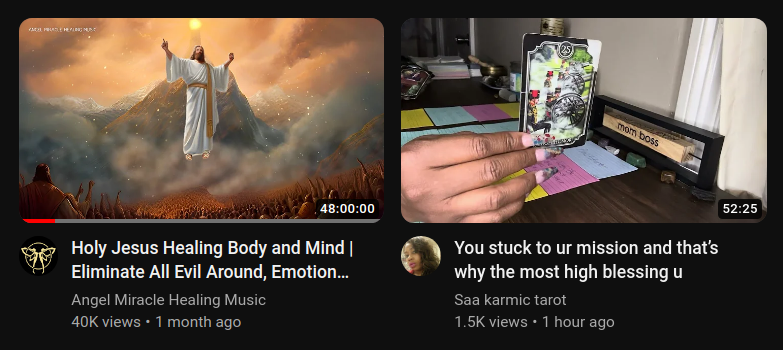 ANGEL MIRACLE HEALING MUSIC
48:00:00
Holy Jesus Healing Body and Mind |
Eliminate All Evil Around, Emotion...
Angel Miracle Healing Music
40K views • 1 month ago
25
mom boss
52:25
You stuck to ur mission and that’s
why the most high blessing u
Saa karmic tarot
1.5K views • 1 hour ago